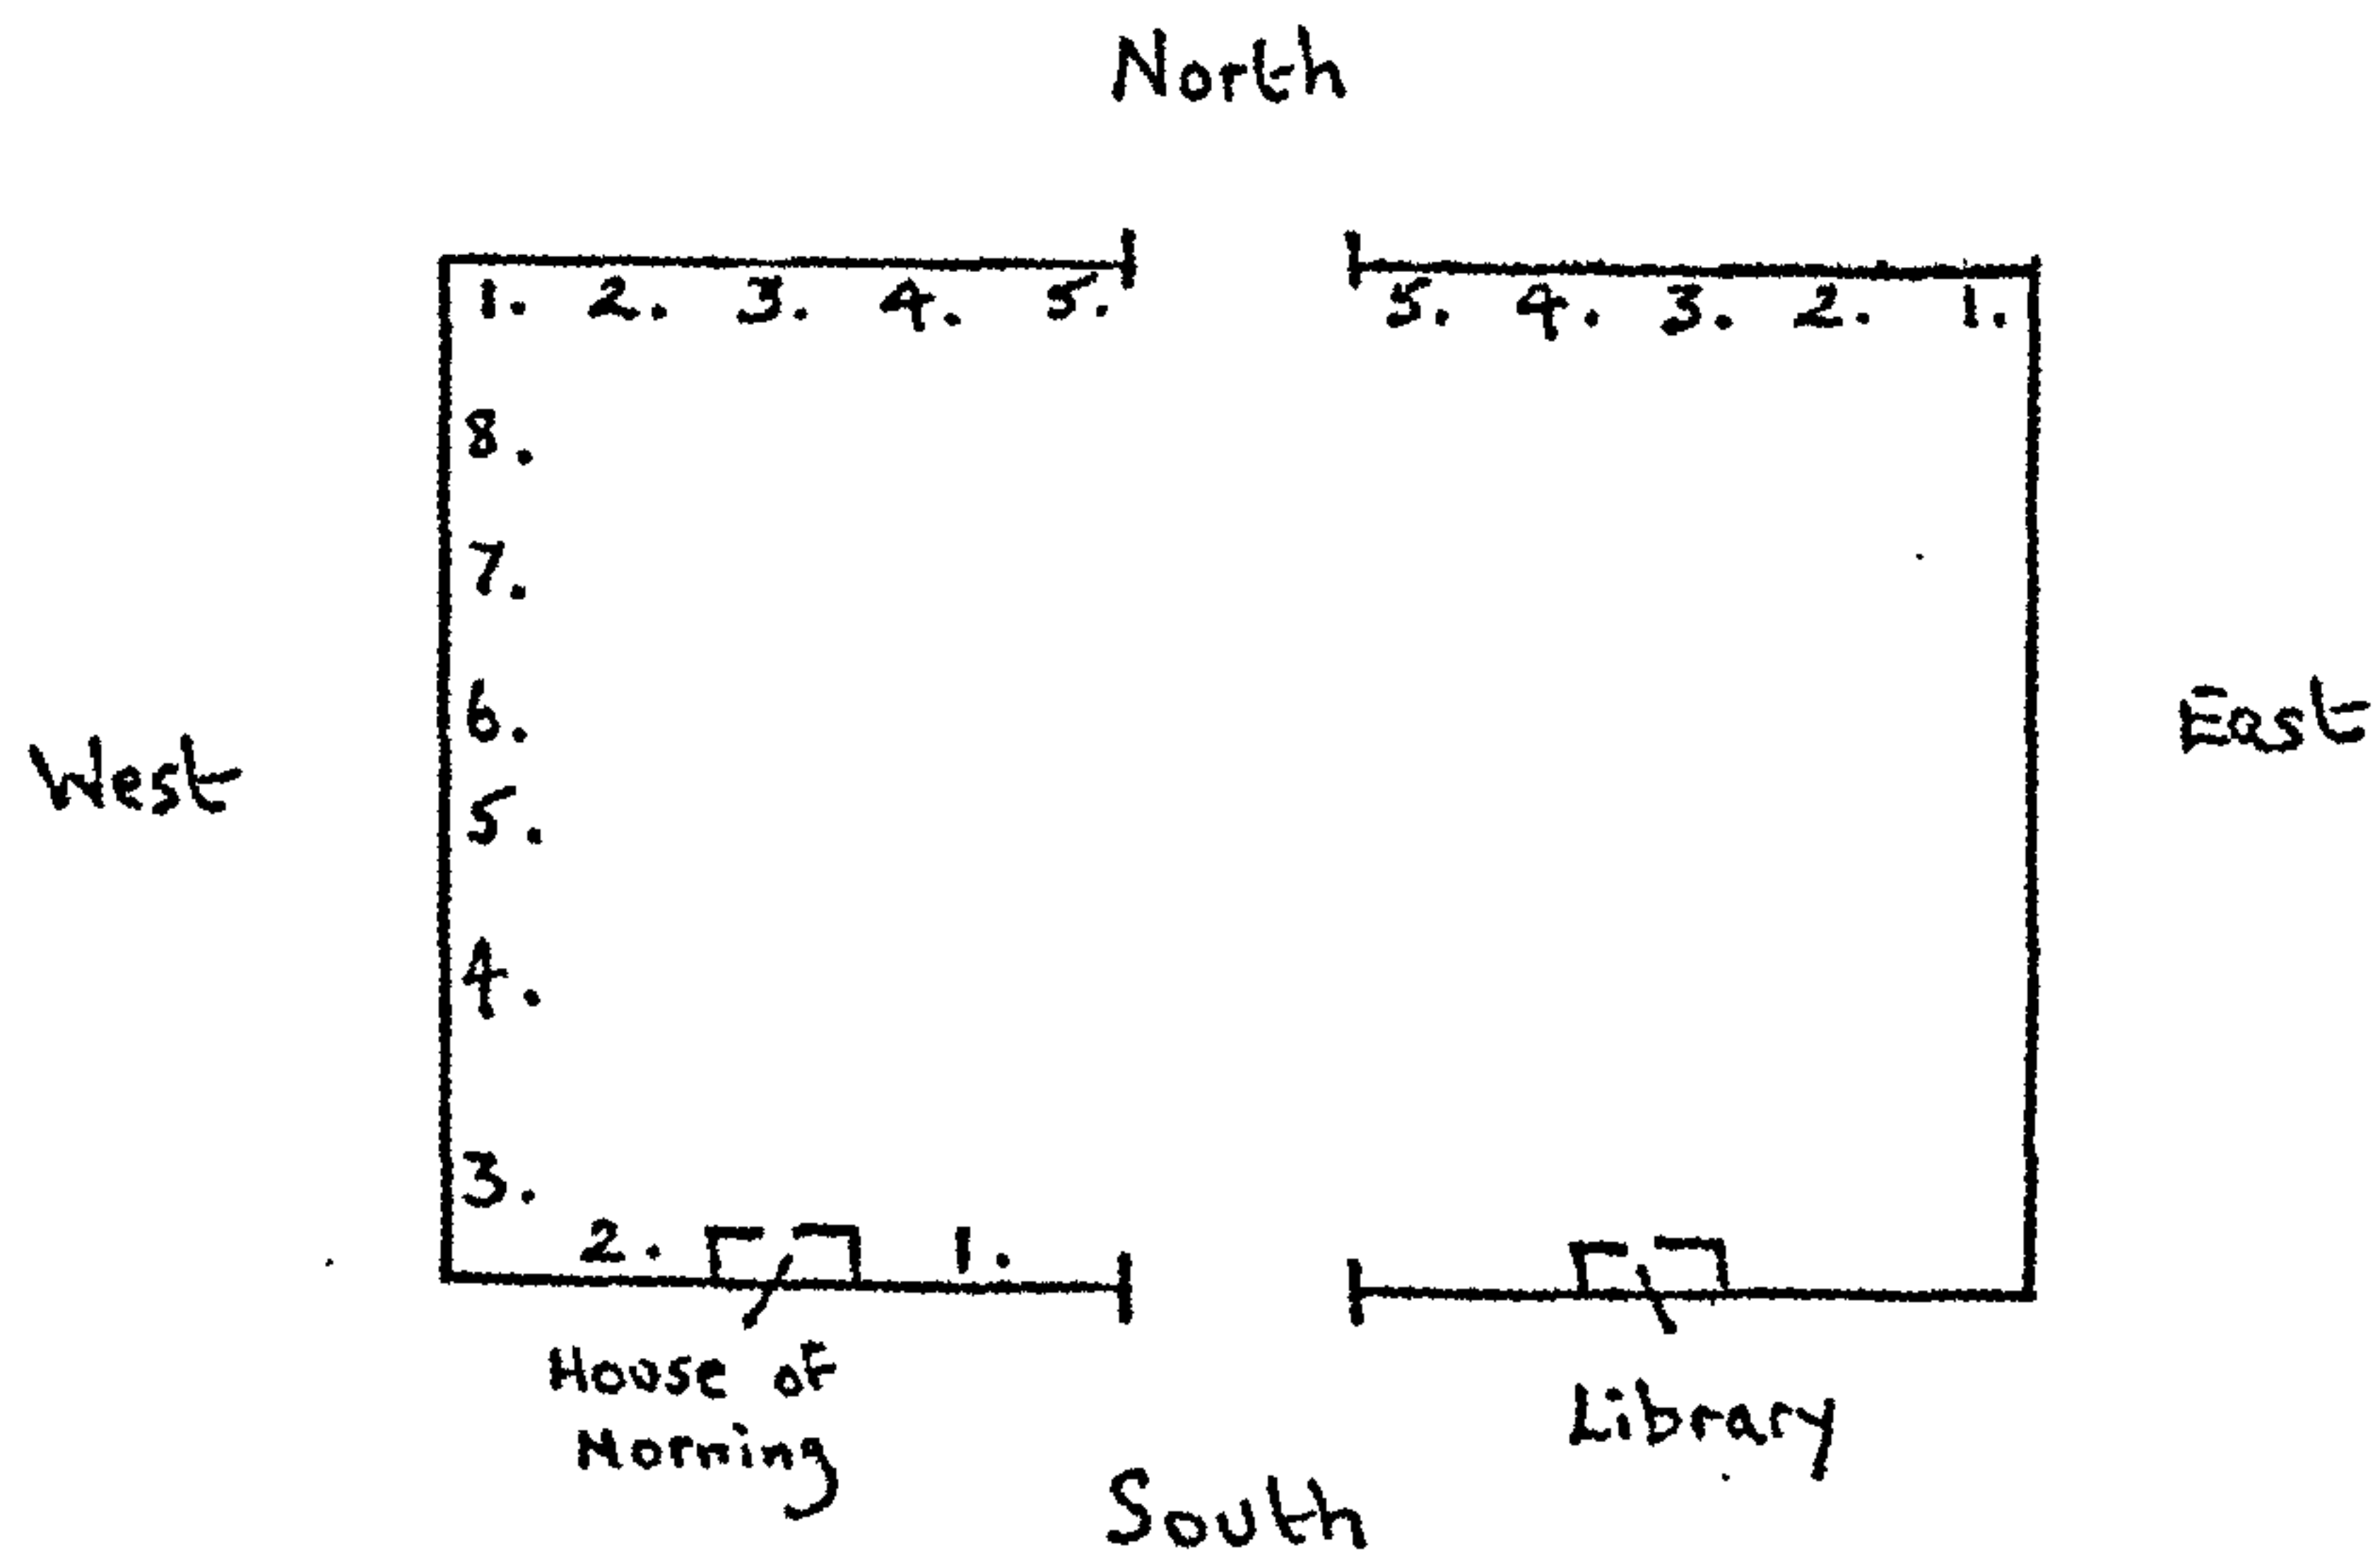 North
1. 2. 3. 4. 5. 5. 4. 3. 2. 1.
8.
7.
6.
West
East
5.
4.
3.
2. 1.
House of
Morning
Library
South